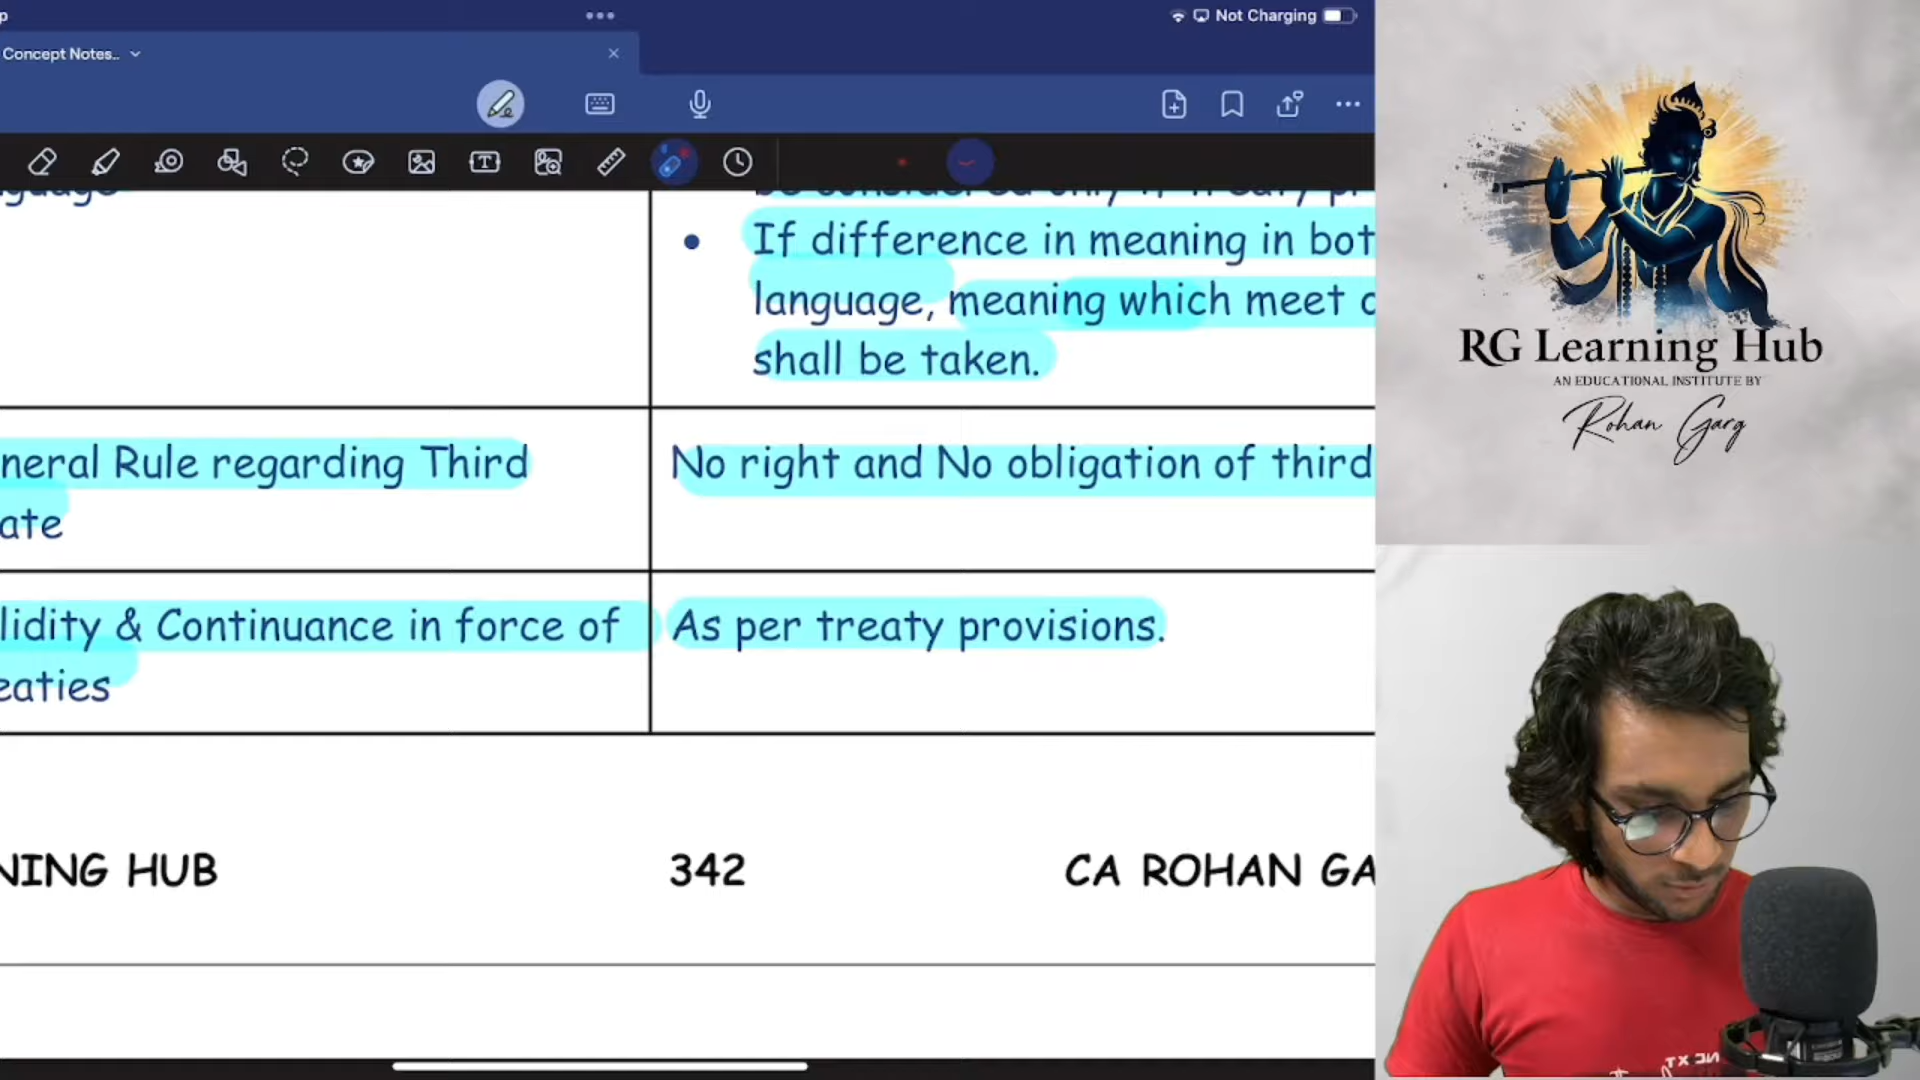 Not Charging
Concept Notes..
If difference in meaning in bot
language, meaning which meet
shall be taken.
neral Rule regarding Third
ate
No right and No obligation of third
lidity & Continuance in force of
eaties
As per treaty provisions.
NING HUB
342
CA ROHAN GA
RG Learning Hub
AN EDUCATIONAL INSTITUTE BY
Rohan Garg